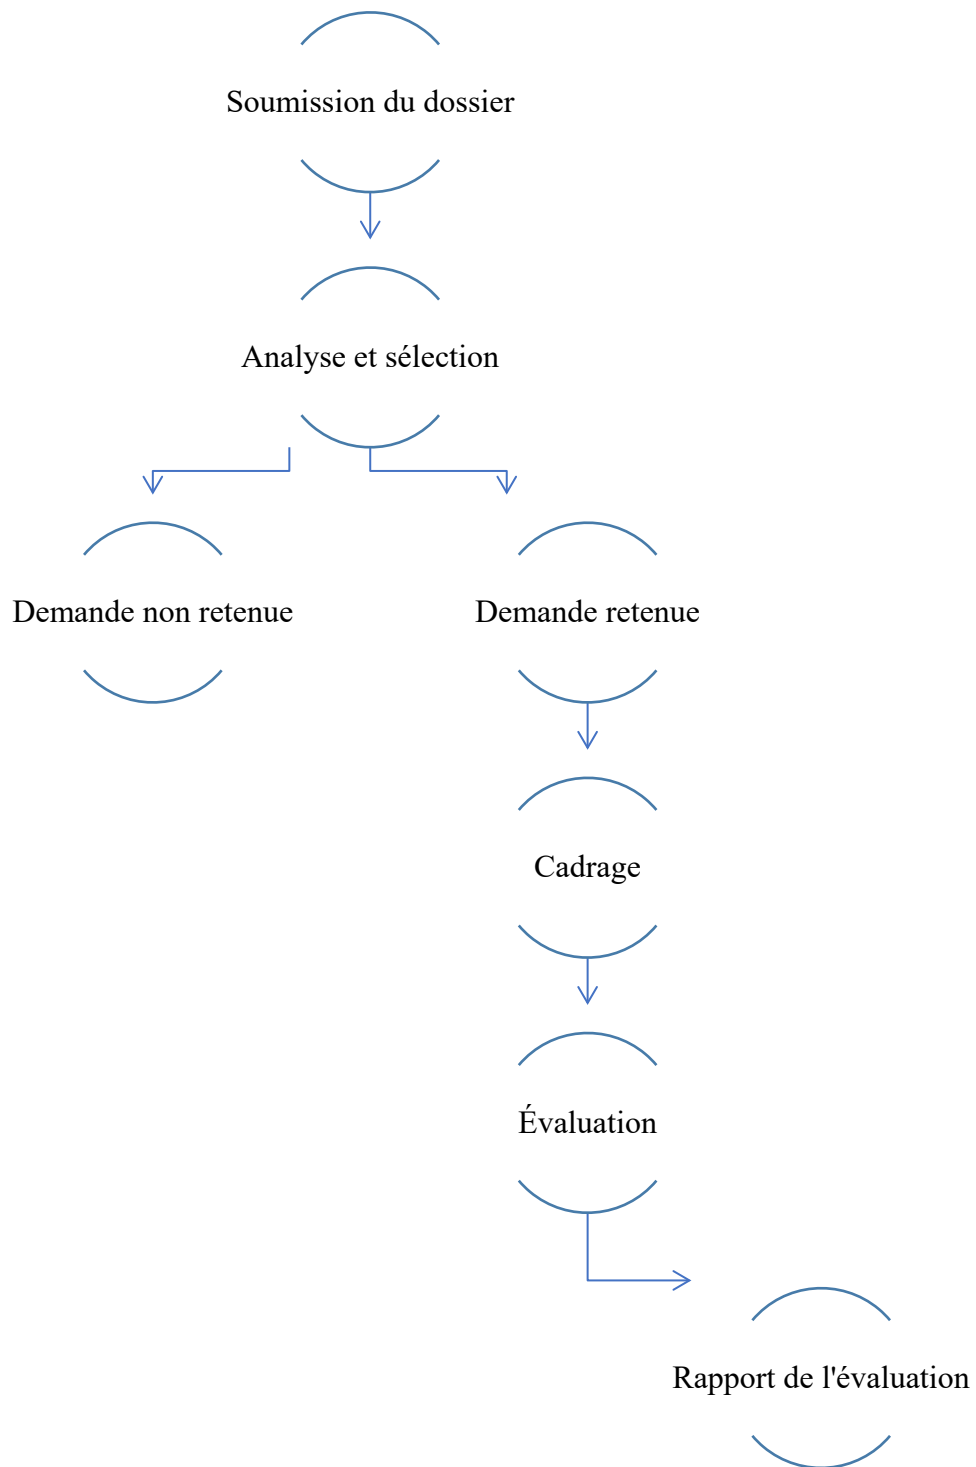 Soumission du dossier
Analyse et sélection
Demande non retenue
Demande retenue
Cadrage
Évaluation
Rapport de l'évaluation